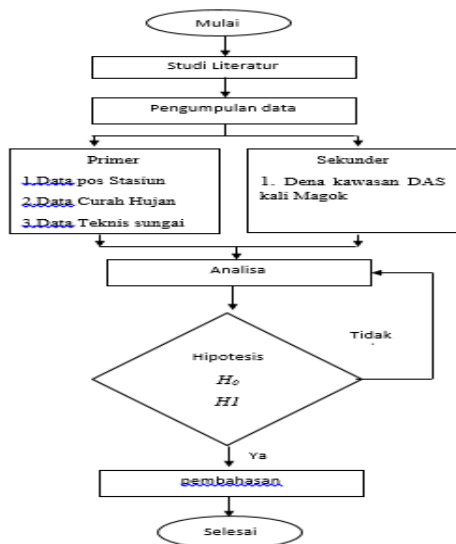 Mulai
Studi Literatur
Pengumpulan data
Primer
1.Data pos Stasiun
2.Data Curah Hujan
3.Data Teknis sungai
Sekunder
1. Dena kawasan DAS
kali Magok
Analisa
Tidak
Hipotesis
H₀
H1
Ya
pembahasan
Selesai